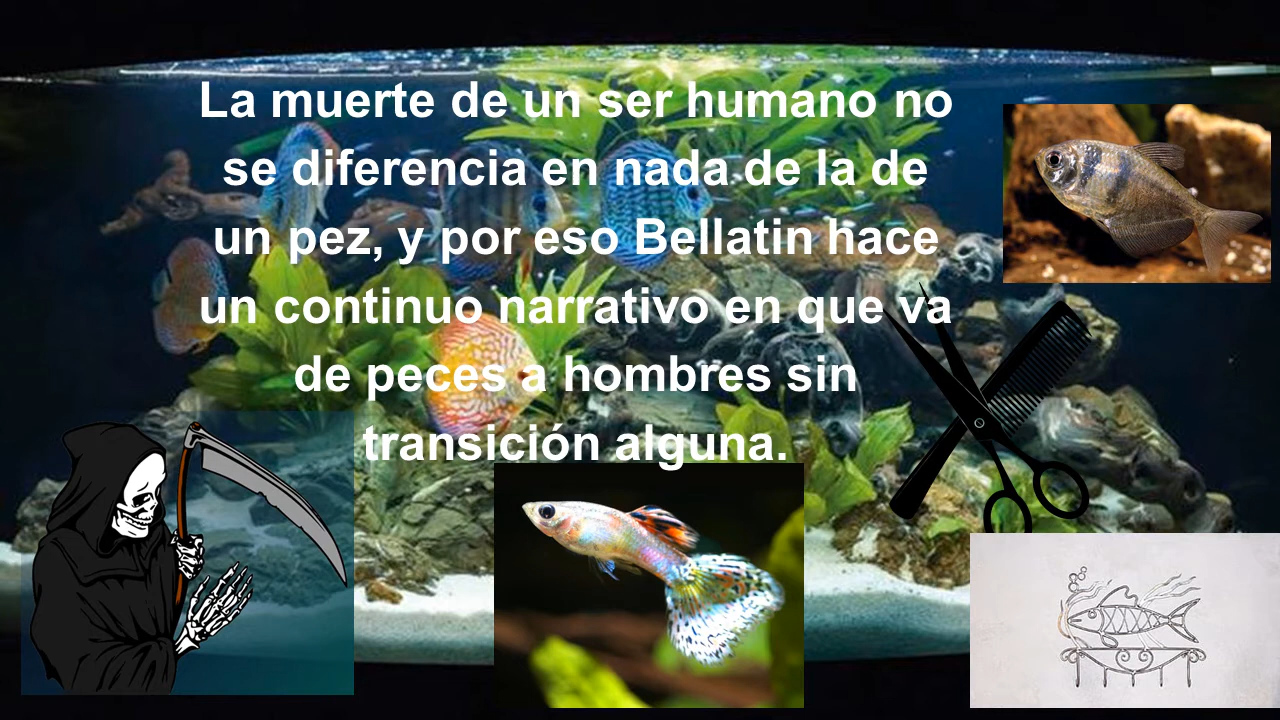 La muerte de un ser humano no
se diferencia en nada de la de
un pez, y por eso Bellatin hace
un continuo narrativo en que va
de peces a hombres sin
transición alguna.